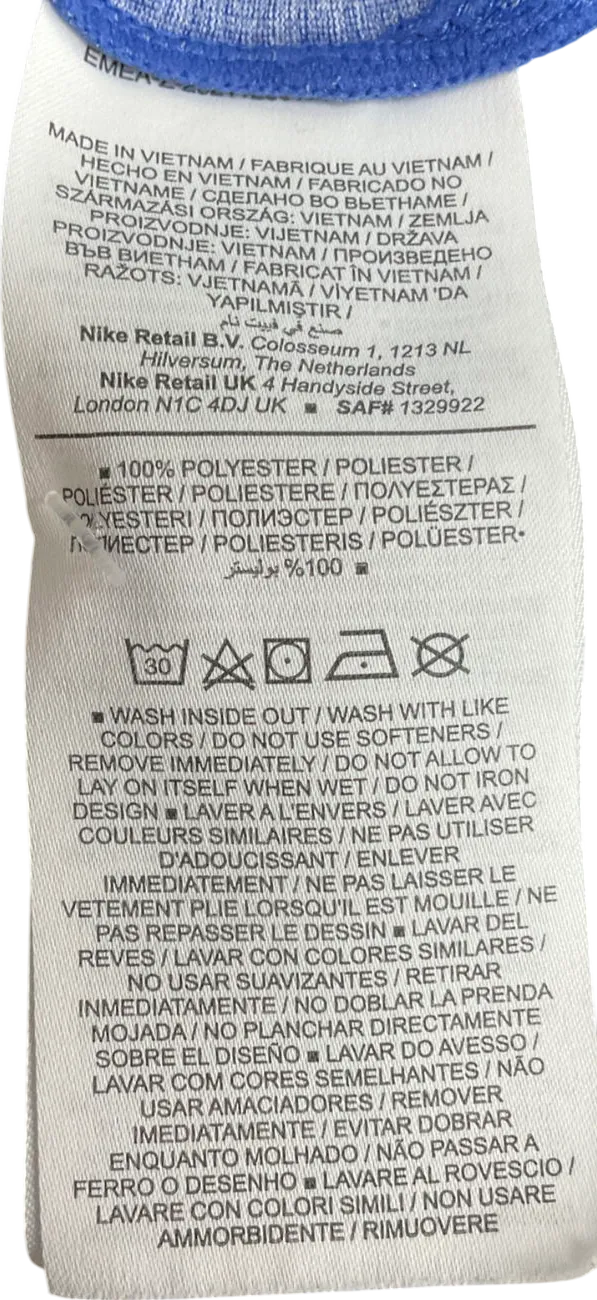 MADE IN VIETNAM / FABRIQUE AU VIETNAM /
HECHO EN VIETNAM / FABRICADO NO
VIETNAME / СДЕЛАНО ВО ВЬЕТНАМЕ /
SZÁRMAZÁSI ORSZÁG: VIETNAM / ZEMLJA
PROIZVODNJE: VIJETNAM / DRŽAVA
PROIZVODNJE: VIETNAM / ПРОИЗВЕДЕНО
ВЪВ ВИЕТНАМ / FABRICAT ÎN VIETNAM /
RAŽOTS: VJETNAMĀ / VİYETNAM 'DA
YAPILMIŞTIR /
صنع في فييت نام
Nike Retail B.V. Colosseum 1, 1213 NL
Hilversum, The Netherlands
Nike Retail UK 4 Handyside Street,
London N1C 4DJ UK ■ SAF# 1329922
■ 100% POLYESTER / POLIESTER /
POLIÉSTER / POLIESTERE / ΠΟΛΥΕΣΤΕΡΑΣ /
/ ПОЛИЭСТЕР / POLIÉSZTER /
/ POLIESTERIS / POLÜESTER•
100% بوليستر ■
30
■ WASH INSIDE OUT / WASH WITH LIKE
COLORS / DO NOT USE SOFTENERS /
REMOVE IMMEDIATELY / DO NOT ALLOW TO
LAY ON ITSELF WHEN WET / DO NOT IRON
DESIGN ■ LAVER A L'ENVERS / LAVER AVEC
COULEURS SIMILAIRES / NE PAS UTILISER
D'ADOUCISSANT / ENLEVER
IMMEDIATEMENT / NE PAS LAISSER LE
VETEMENT PLIE LORSQU'IL EST MOUILLE / NE
PAS REPASSER LE DESSIN ■ LAVAR DEL
REVES / LAVAR CON COLORES SIMILARES /
NO USAR SUAVIZANTES / RETIRAR
INMEDIATAMENTE / NO DOBLAR LA PRENDA
MOJADA / NO PLANCHAR DIRECTAMENTE
SOBRE EL DISEÑO ■ LAVAR DO AVESSO /
LAVAR COM CORES SEMELHANTES / NÃO
USAR AMACIADORES / REMOVER
IMEDIATAMENTE / EVITAR DOBRAR
ENQUANTO MOLHADO / NÃO PASSAR A
FERRO O DESENHO ■ LAVARE AL ROVESCIO /
LAVARE CON COLORI SIMILI / NON USARE
AMMORBIDENTE / RIMUOVERE